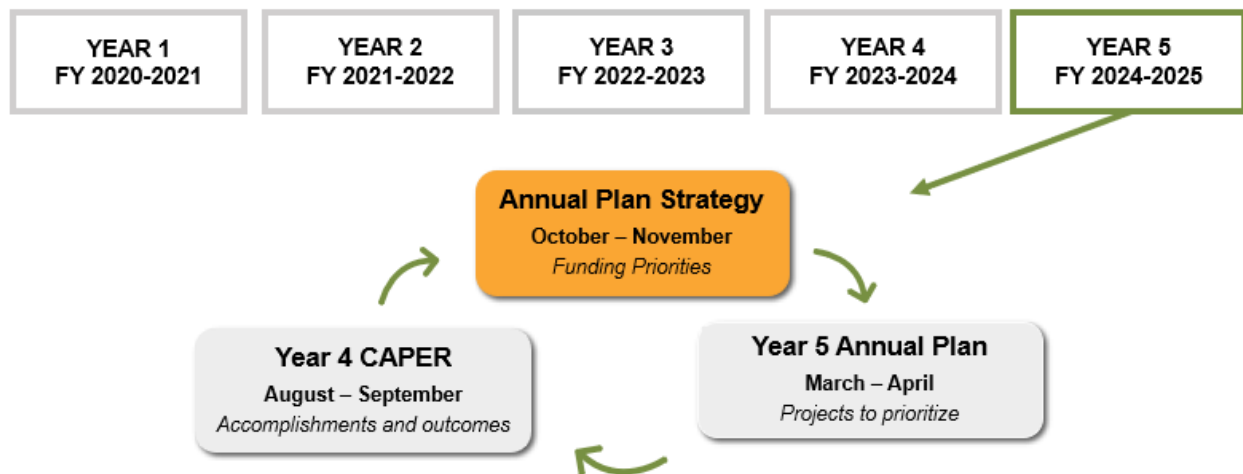 YEAR 1
FY 2020-2021
YEAR 2
FY 2021-2022
YEAR 3
FY 2022-2023
YEAR 4
FY 2023-2024
YEAR 5
FY 2024-2025
Annual Plan Strategy
October – November
Funding Priorities
Year 4 CAPER
August – September
Accomplishments and outcomes
Year 5 Annual Plan
March – April
Projects to prioritize